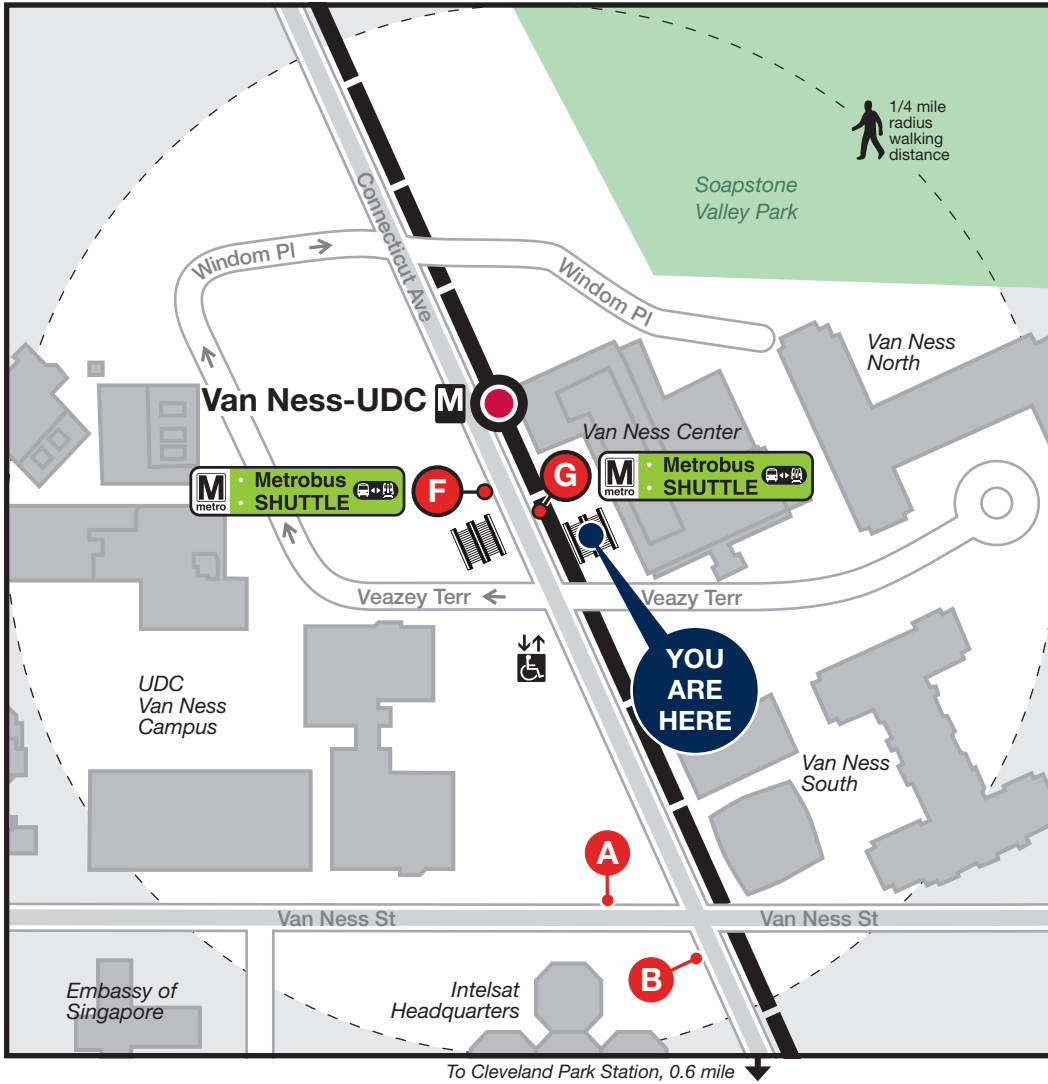 1/4 mile
radius
walking
distance
Soapstone
Valley Park
Connecticut Ave
Windom Pl
Windom Pl
Van Ness
North
Van Ness-UDC M
Van Ness Center
M
metro
• Metrobus
• SHUTTLE
F
G
M
metro
• Metrobus
• SHUTTLE
Veazey Terr
Veazy Terr
YOU
ARE
HERE
UDC
Van Ness
Campus
Van Ness
South
A
Van Ness St
Van Ness St
B
Embassy of
Singapore
Intelsat
Headquarters
To Cleveland Park Station, 0.6 mile